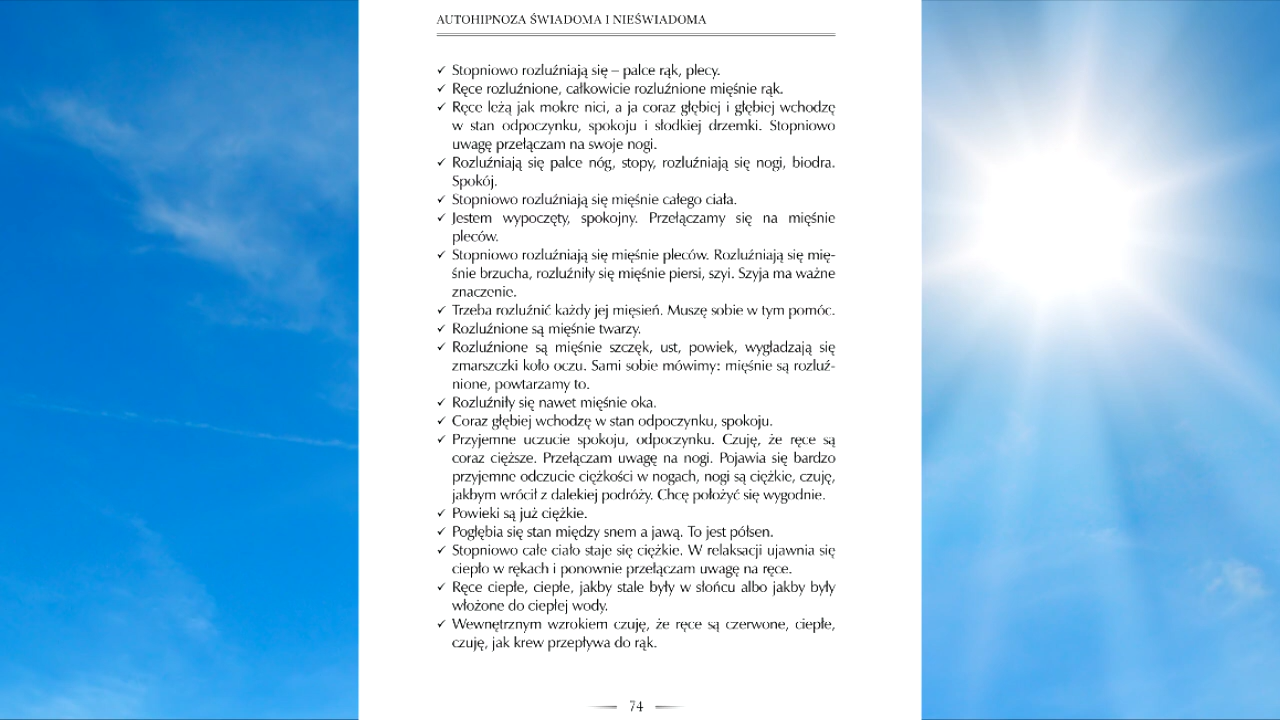 AUTOHIPNOZA ŚWIADOMA I NIEŚWIADOMA
✓ Stopniowo rozluźniają się – palce rąk, plecy.
✓ Ręce rozluźnione, całkowicie rozluźnione mięśnie rąk.
✓ Ręce leżą jak mokre nici, a ja coraz głębiej i głębiej wchodzę
w stan odpoczynku, spokoju i słodkiej drzemki. Stopniowo
uwagę przełączam na swoje nogi.
✓ Rozluźniają się palce nóg, stopy, rozluźniają się nogi, biodra.
Spokój.
✓ Stopniowo rozluźniają się mięśnie całego ciała.
✓ Jestem wypoczęty, spokojny. Przełączamy się na mięśnie
pleców.
✓ Stopniowo rozluźniają się mięśnie pleców. Rozluźniają się mię-
śnie brzucha, rozluźniły się mięśnie piersi, szyi. Szyja ma ważne
znaczenie.
✓ Trzeba rozluźnić każdy jej mięsień. Muszę sobie w tym pomóc.
✓ Rozluźnione są mięśnie twarzy.
✓ Rozluźnione są mięśnie szczęk, ust, powiek, wygładzają się
zmarszczki koło oczu. Sami sobie mówimy: mięśnie są rozluź-
nione, powtarzamy to.
✓ Rozluźniły się nawet mięśnie oka.
✓ Coraz głębiej wchodzę w stan odpoczynku, spokoju.
✓ Przyjemne uczucie spokoju, odpoczynku. Czuję, że ręce są
coraz cięższe. Przełączam uwagę na nogi. Pojawia się bardzo
przyjemne odczucie ciężkości w nogach, nogi są ciężkie, czuję,
jakbym wrócił z dalekiej podróży. Chcę położyć się wygodnie.
✓ Powieki są już ciężkie.
✓ Pogłębia się stan między snem a jawą. To jest półsen.
✓ Stopniowo całe ciało staje się ciężkie. W relaksacji ujawnia się
ciepło w rękach i ponownie przełączam uwagę na ręce.
✓ Ręce ciepłe, ciepłe, jakby stale były w słońcu albo jakby były
włożone do ciepłej wody.
✓ Wewnętrznym wzrokiem czuję, że ręce są czerwone, ciepłe,
czuję, jak krew przepływa do rąk.
74